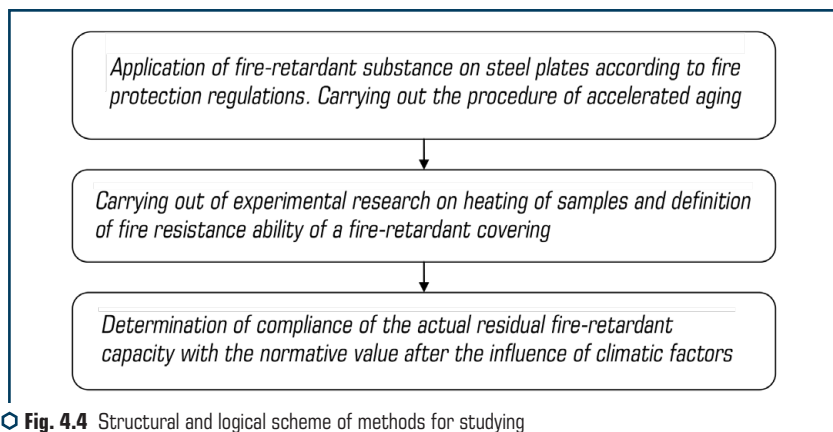 Application of fire-retardant substance on steel plates according to fire
protection regulations. Carrying out the procedure of accelerated aging
Carrying out of experimental research on heating of samples and definition
of fire resistance ability of a fire-retardant covering
Determination of compliance of the actual residual fire-retardant
capacity with the normative value after the influence of climatic factors
Fig. 4.4 Structural and logical scheme of methods for studying